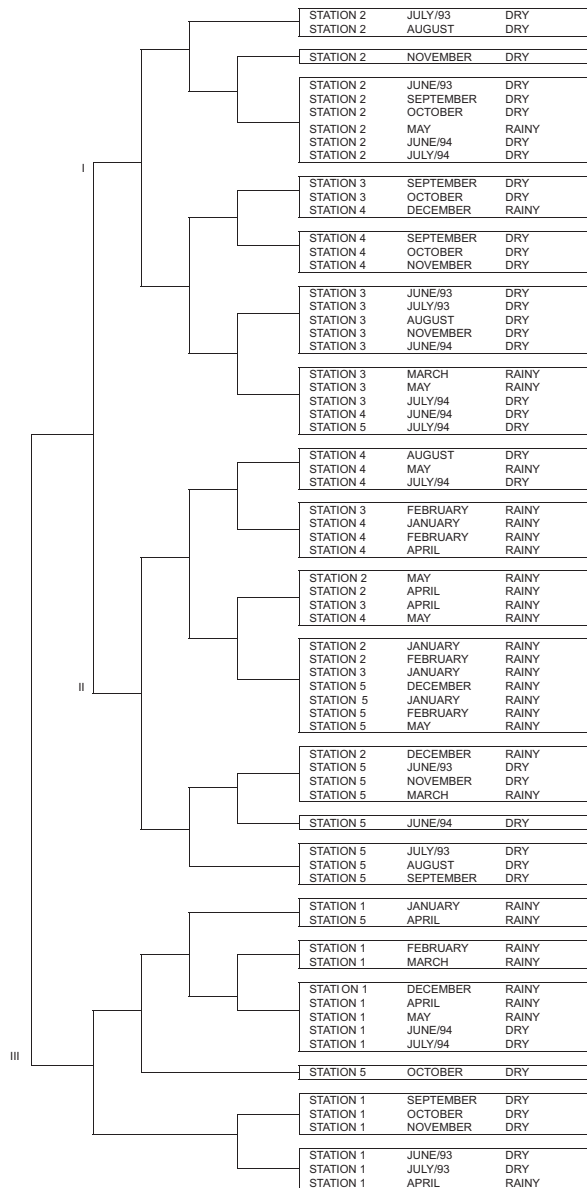 STATION 2 JULY/93 DRY
STATION 2 AUGUST DRY
STATION 2 NOVEMBER DRY
STATION 2 JUNE/93 DRY
STATION 2 SEPTEMBER DRY
STATION 2 OCTOBER DRY
STATION 2 MAY RAINY
STATION 2 JUNE/94 DRY
STATION 2 JULY/94 DRY
I
STATION 3 SEPTEMBER DRY
STATION 3 OCTOBER DRY
STATION 4 DECEMBER RAINY
STATION 4 SEPTEMBER DRY
STATION 4 OCTOBER DRY
STATION 4 NOVEMBER DRY
STATION 3 JUNE/93 DRY
STATION 3 JULY/93 DRY
STATION 3 AUGUST DRY
STATION 3 NOVEMBER DRY
STATION 3 JUNE/94 DRY
STATION 3 MARCH RAINY
STATION 3 MAY RAINY
STATION 3 JULY/94 DRY
STATION 4 JUNE/94 DRY
STATION 5 JULY/94 DRY
STATION 4 AUGUST DRY
STATION 4 MAY RAINY
STATION 4 JULY/94 DRY
STATION 3 FEBRUARY RAINY
STATION 4 JANUARY RAINY
STATION 4 FEBRUARY RAINY
STATION 4 APRIL RAINY
STATION 2 MAY RAINY
STATION 2 APRIL RAINY
STATION 3 APRIL RAINY
STATION 4 MAY RAINY
STATION 2 JANUARY RAINY
STATION 2 FEBRUARY RAINY
STATION 3 JANUARY RAINY
II
STATION 5 DECEMBER RAINY
STATION 5 JANUARY RAINY
STATION 5 FEBRUARY RAINY
STATION 5 MAY RAINY
STATION 2 DECEMBER RAINY
STATION 5 JUNE/93 DRY
STATION 5 NOVEMBER DRY
STATION 5 MARCH RAINY
STATION 5 JUNE/94 DRY
STATION 5 JULY/93 DRY
STATION 5 AUGUST DRY
STATION 5 SEPTEMBER DRY
STATION 1 JANUARY RAINY
STATION 5 APRIL RAINY
STATION 1 FEBRUARY RAINY
STATION 1 MARCH RAINY
STATION 1 DECEMBER RAINY
STATION 1 APRIL RAINY
STATION 1 MAY RAINY
STATION 1 JUNE/94 DRY
STATION 1 JULY/94 DRY
III
STATION 5 OCTOBER DRY
STATION 1 SEPTEMBER DRY
STATION 1 OCTOBER DRY
STATION 1 NOVEMBER DRY
STATION 1 JUNE/93 DRY
STATION 1 JULY/93 DRY
STATION 1 APRIL RAINY